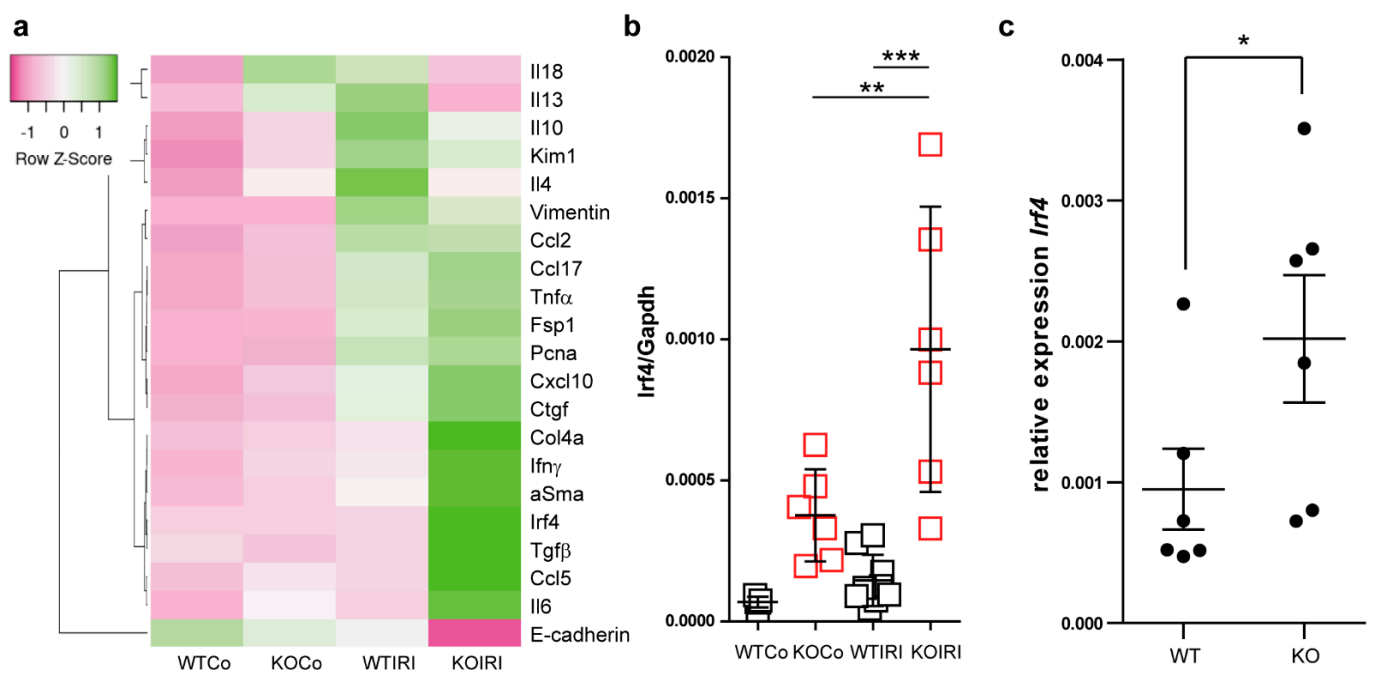 a
-1 0 1
Row Z-Score
Il18
Il13
Il10
Kim1
Il4
Vimentin
Ccl2
Ccl17
Tnfα
Fsp1
Pcna
Cxcl10
Ctgf
Col4a
Ifnγ
aSma
Irf4
Tgfβ
Ccl5
Il6
E-cadherin
WTCo KOCo WTIRI KOIRI
b
Irf4/Gapdh
0.0020
0.0015
0.0010
0.0005
0.0000
***
**
WTCo KOCo WTIRI KOIRI
c
relative expression Irf4
0.004
0.003
0.002
0.001
0.000
*
WT KO